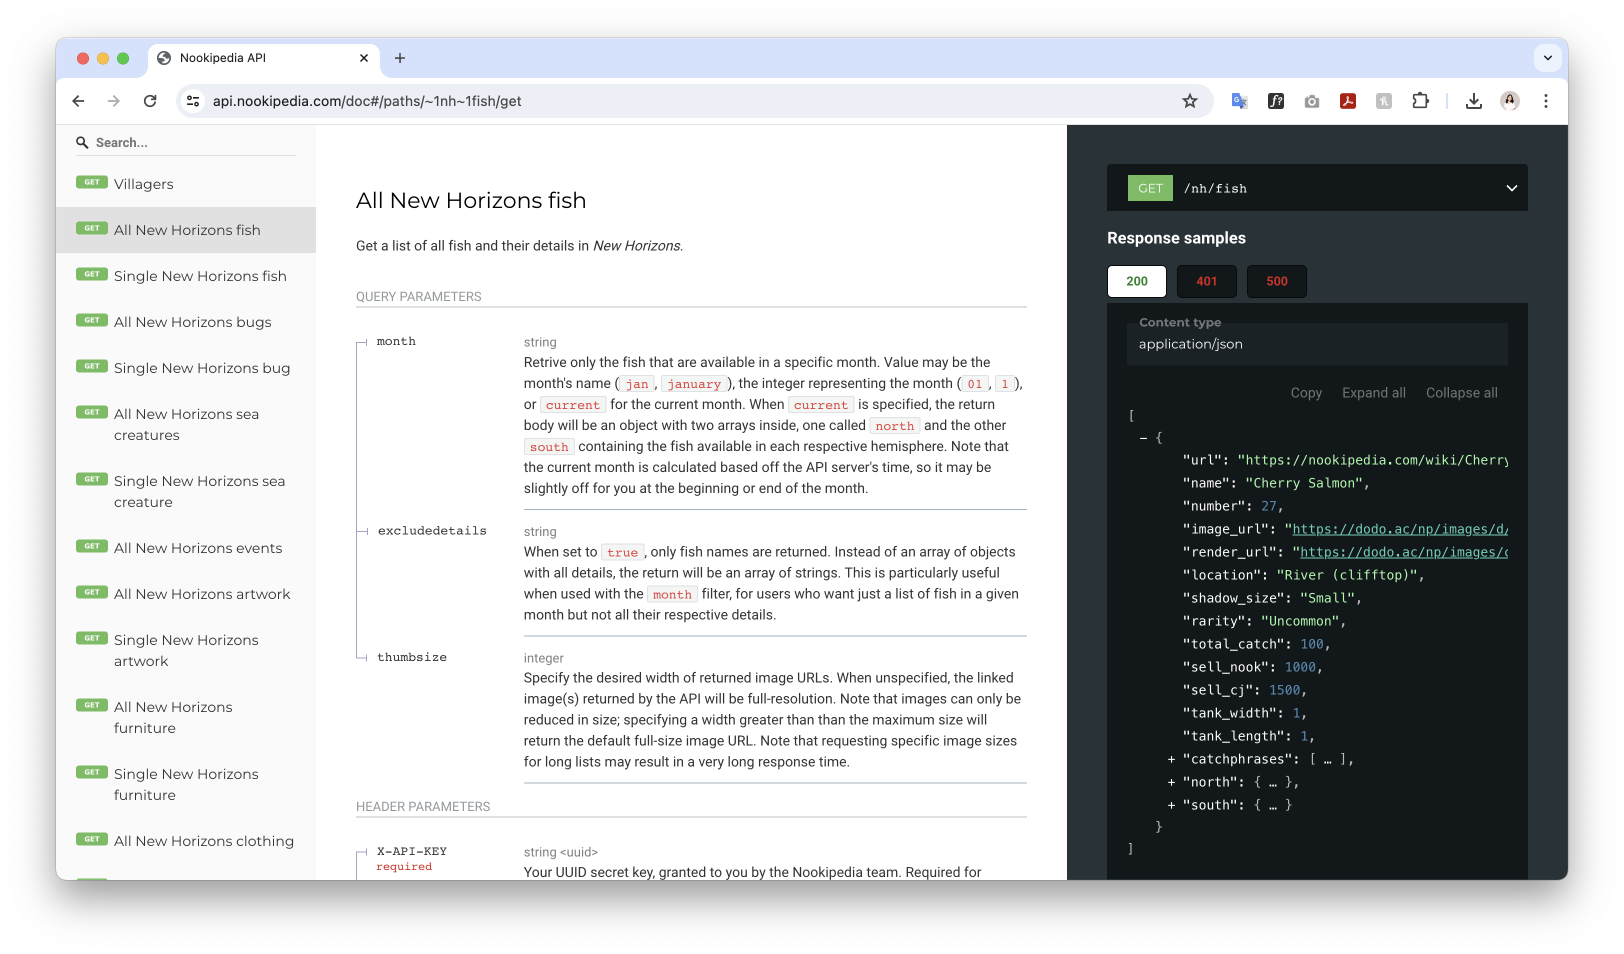 Nookipedia API
api.nookipedia.com/doc#/paths/~1nh~1fish/get
Search...
GET Villagers
GET All New Horizons fish
GET Single New Horizons fish
GET All New Horizons bugs
GET Single New Horizons bug
GET All New Horizons sea
creatures
GET Single New Horizons sea
creature
GET All New Horizons events
GET All New Horizons artwork
GET Single New Horizons
artwork
GET All New Horizons
furniture
GET Single New Horizons
furniture
GET All New Horizons clothing
All New Horizons fish
Get a list of all fish and their details in New Horizons.
QUERY PARAMETERS
month
string
Retrive only the fish that are available in a specific month. Value may be the
month's name ( jan , january ), the integer representing the month ( 01 , 1 ),
or current for the current month. When current is specified, the return
body will be an object with two arrays inside, one called north and the other
south containing the fish available in each respective hemisphere. Note that
the current month is calculated based off the API server's time, so it may be
slightly off for you at the beginning or end of the month.
excludedetails
string
When set to true , only fish names are returned. Instead of an array of objects
with all details, the return will be an array of strings. This is particularly useful
when used with the month filter, for users who want just a list of fish in a given
month but not all their respective details.
thumbsize
integer
Specify the desired width of returned image URLs. When unspecified, the linked
image(s) returned by the API will be full-resolution. Note that images can only be
reduced in size; specifying a width greater than than the maximum size will
return the default full-size image URL. Note that requesting specific image sizes
for long lists may result in a very long response time.
HEADER PARAMETERS
X-API-KEY
required
string <uuid>
Your UUID secret key, granted to you by the Nookipedia team. Required for
GET /nh/fish
Response samples
200 401 500
Content type
application/json
Copy Expand all Collapse all
[
− {
"url": "https://nookipedia.com/wiki/Cherry
"name": "Cherry Salmon",
"number": 27,
"image_url": "https://dodo.ac/np/images/d/
"render_url": "https://dodo.ac/np/images/c
"location": "River (clifftop)",
"shadow_size": "Small",
"rarity": "Uncommon",
"total_catch": 100,
"sell_nook": 1000,
"sell_cj": 1500,
"tank_width": 1,
"tank_length": 1,
+ "catchphrases": [ … ],
+ "north": { … },
+ "south": { … }
}
]